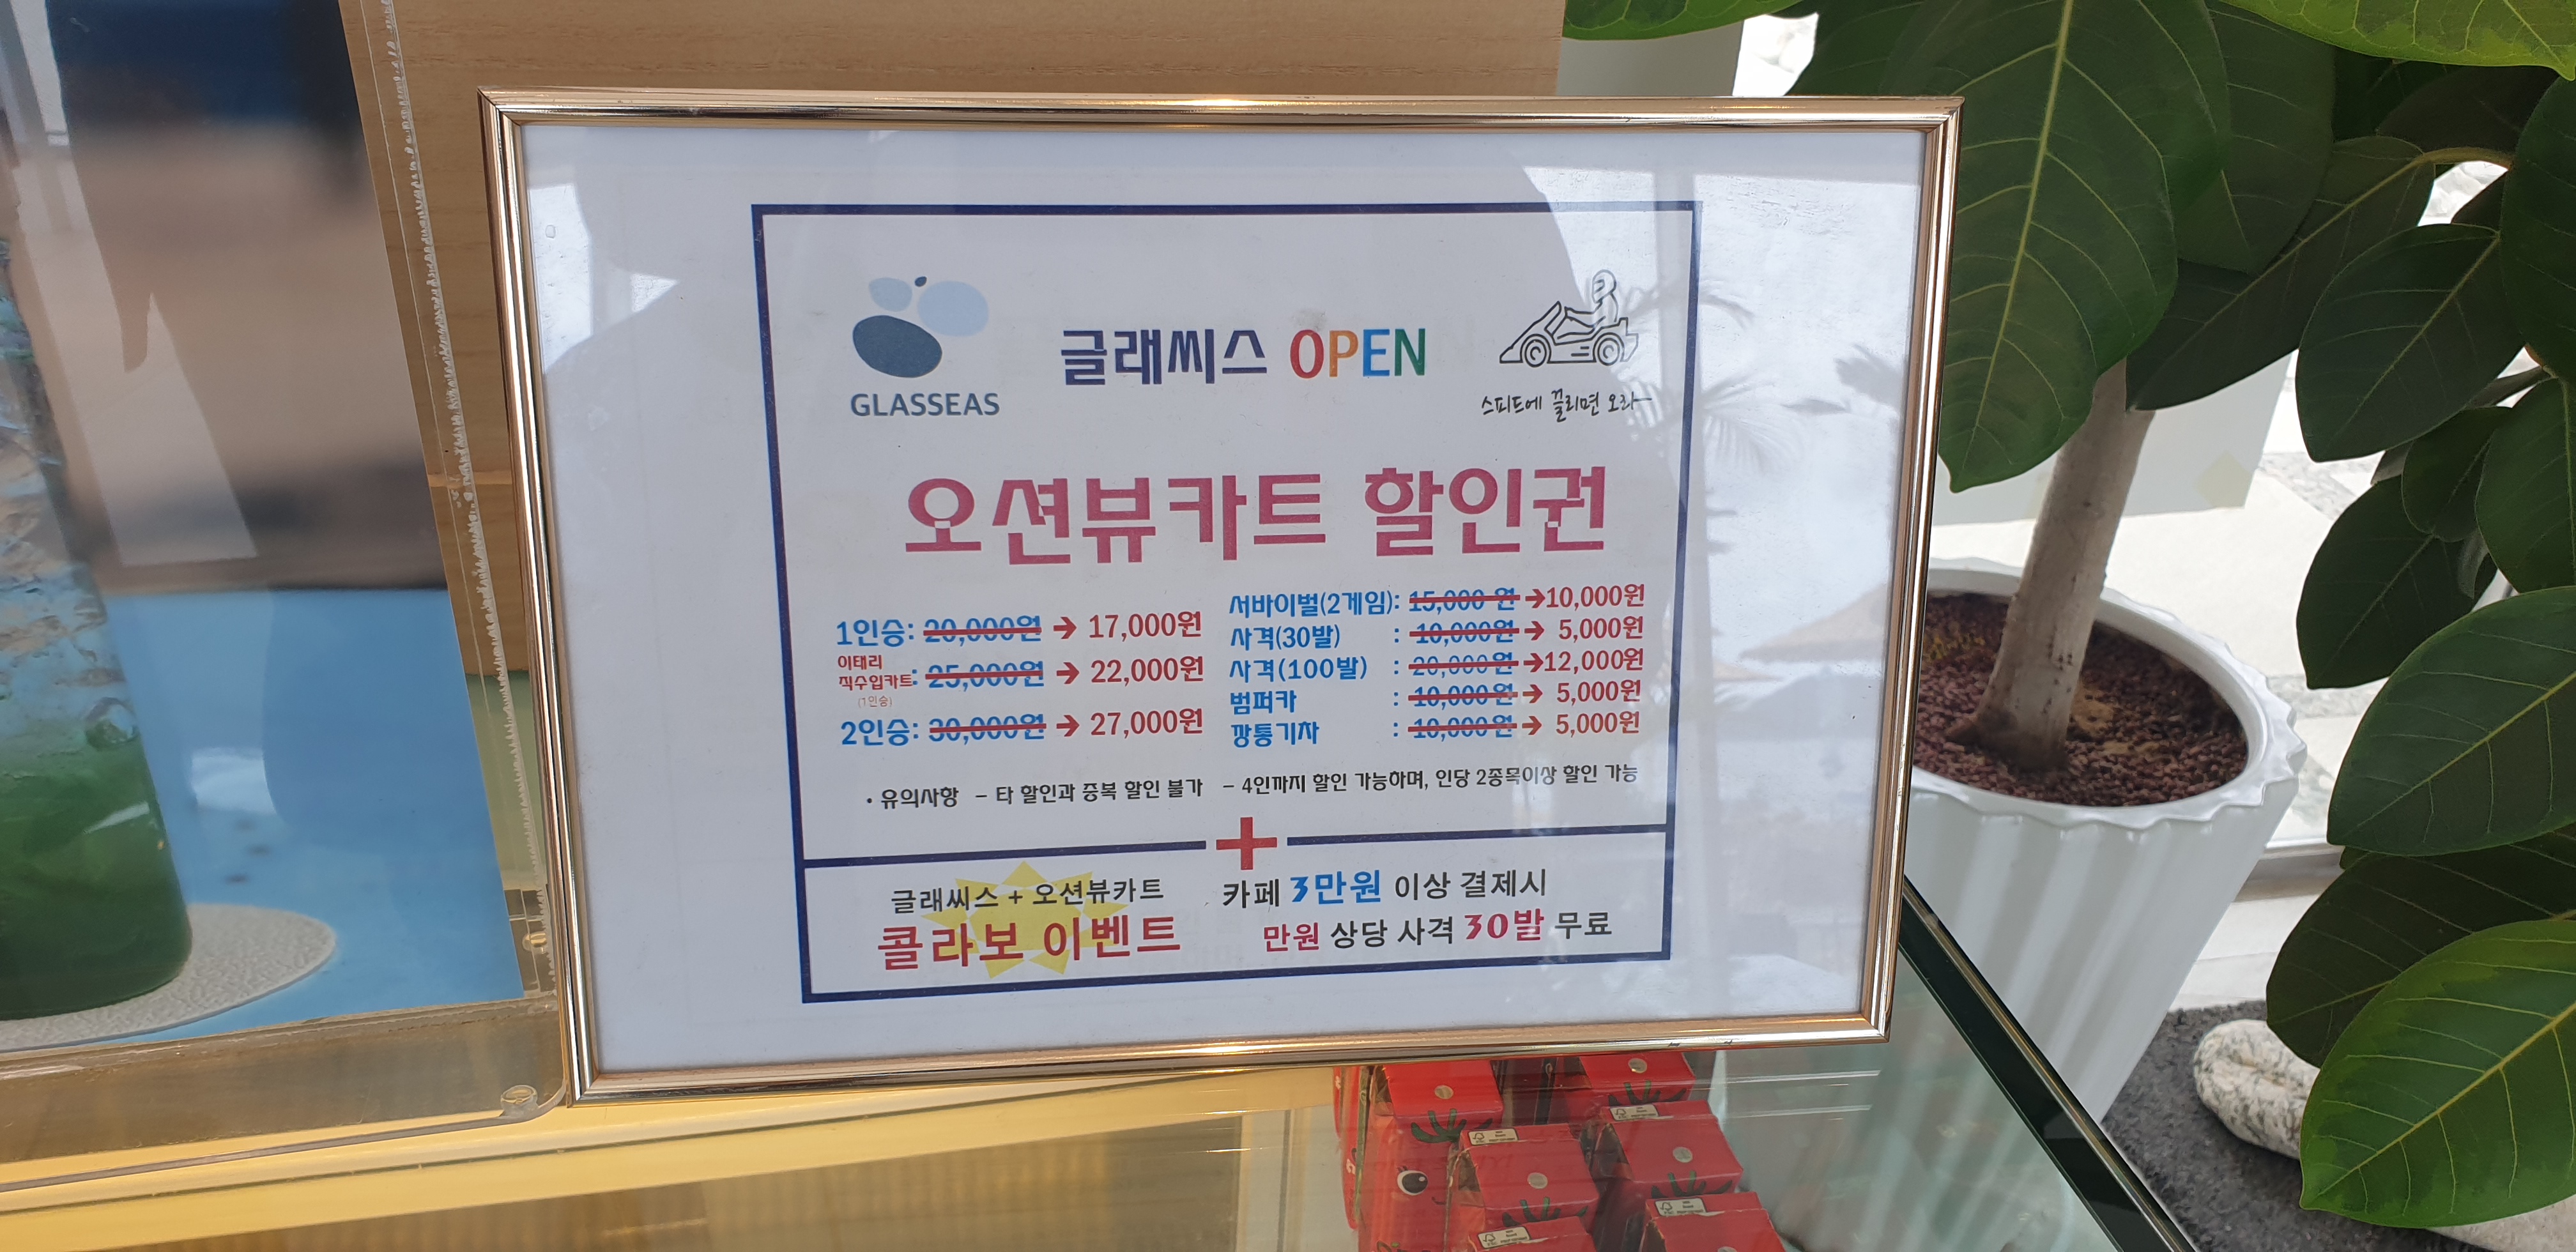 GLASSEAS
글래씨스 OPEN
스피드에 끌리면 오라
오션뷰카트 할인권
1인승: 20,000원 → 17,000원
이태리
직수입카트: 25,000원 → 22,000원
(1인승)
2인승: 30,000원 → 27,000원
서바이벌(2게임): 15,000원 →10,000원
사격(30발) : 10,000원→ 5,000원
사격(100발) : 20,000원→12,000원
범퍼카 : 10,000원→ 5,000원
깡통기차 : 10,000원→ 5,000원
• 유의사항 – 타 할인과 중복 할인 불가 – 4인까지 할인 가능하며, 인당 2종목이상 할인 가능
+
글래씨스 + 오션뷰카트
콜라보 이벤트
카페 3만원 이상 결제시
만원 상당 사격 30발 무료